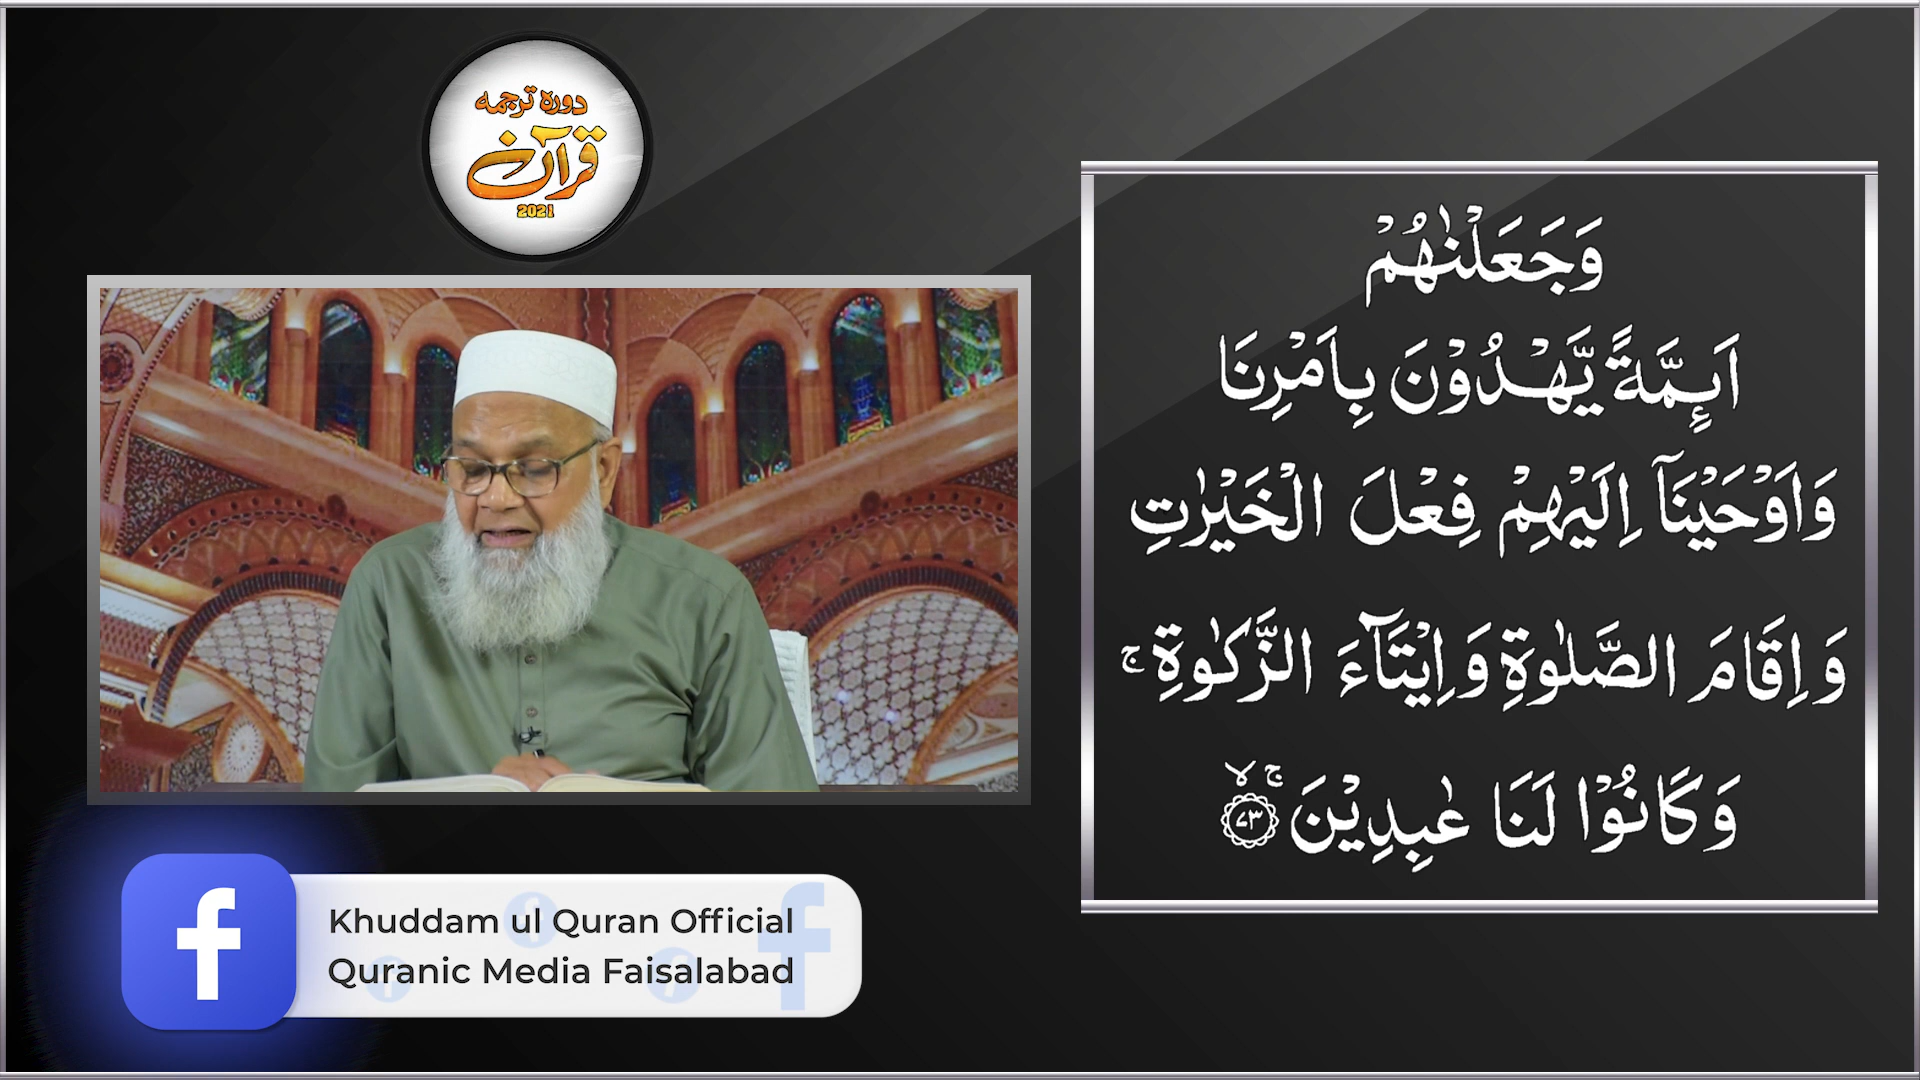 دورہ ترجمہ
قرآن
2021
وَجَعَلْنٰهُمْ
اَىِٕمَّةً يَّهْدُوْنَ بِاَمْرِنَا
وَاَوْحَيْنَاۤ اِلَيْهِمْ فِعْلَ الْخَيْرٰتِ
وَاِقَامَ الصَّلٰوةِ وَاِيْتَآءَ الزَّكٰوةِ ۚ
وَكَانُوْا لَنَا عٰبِدِيْنَ ۚۙ ۷۳
Khuddam ul Quran Official
Quranic Media Faisalabad